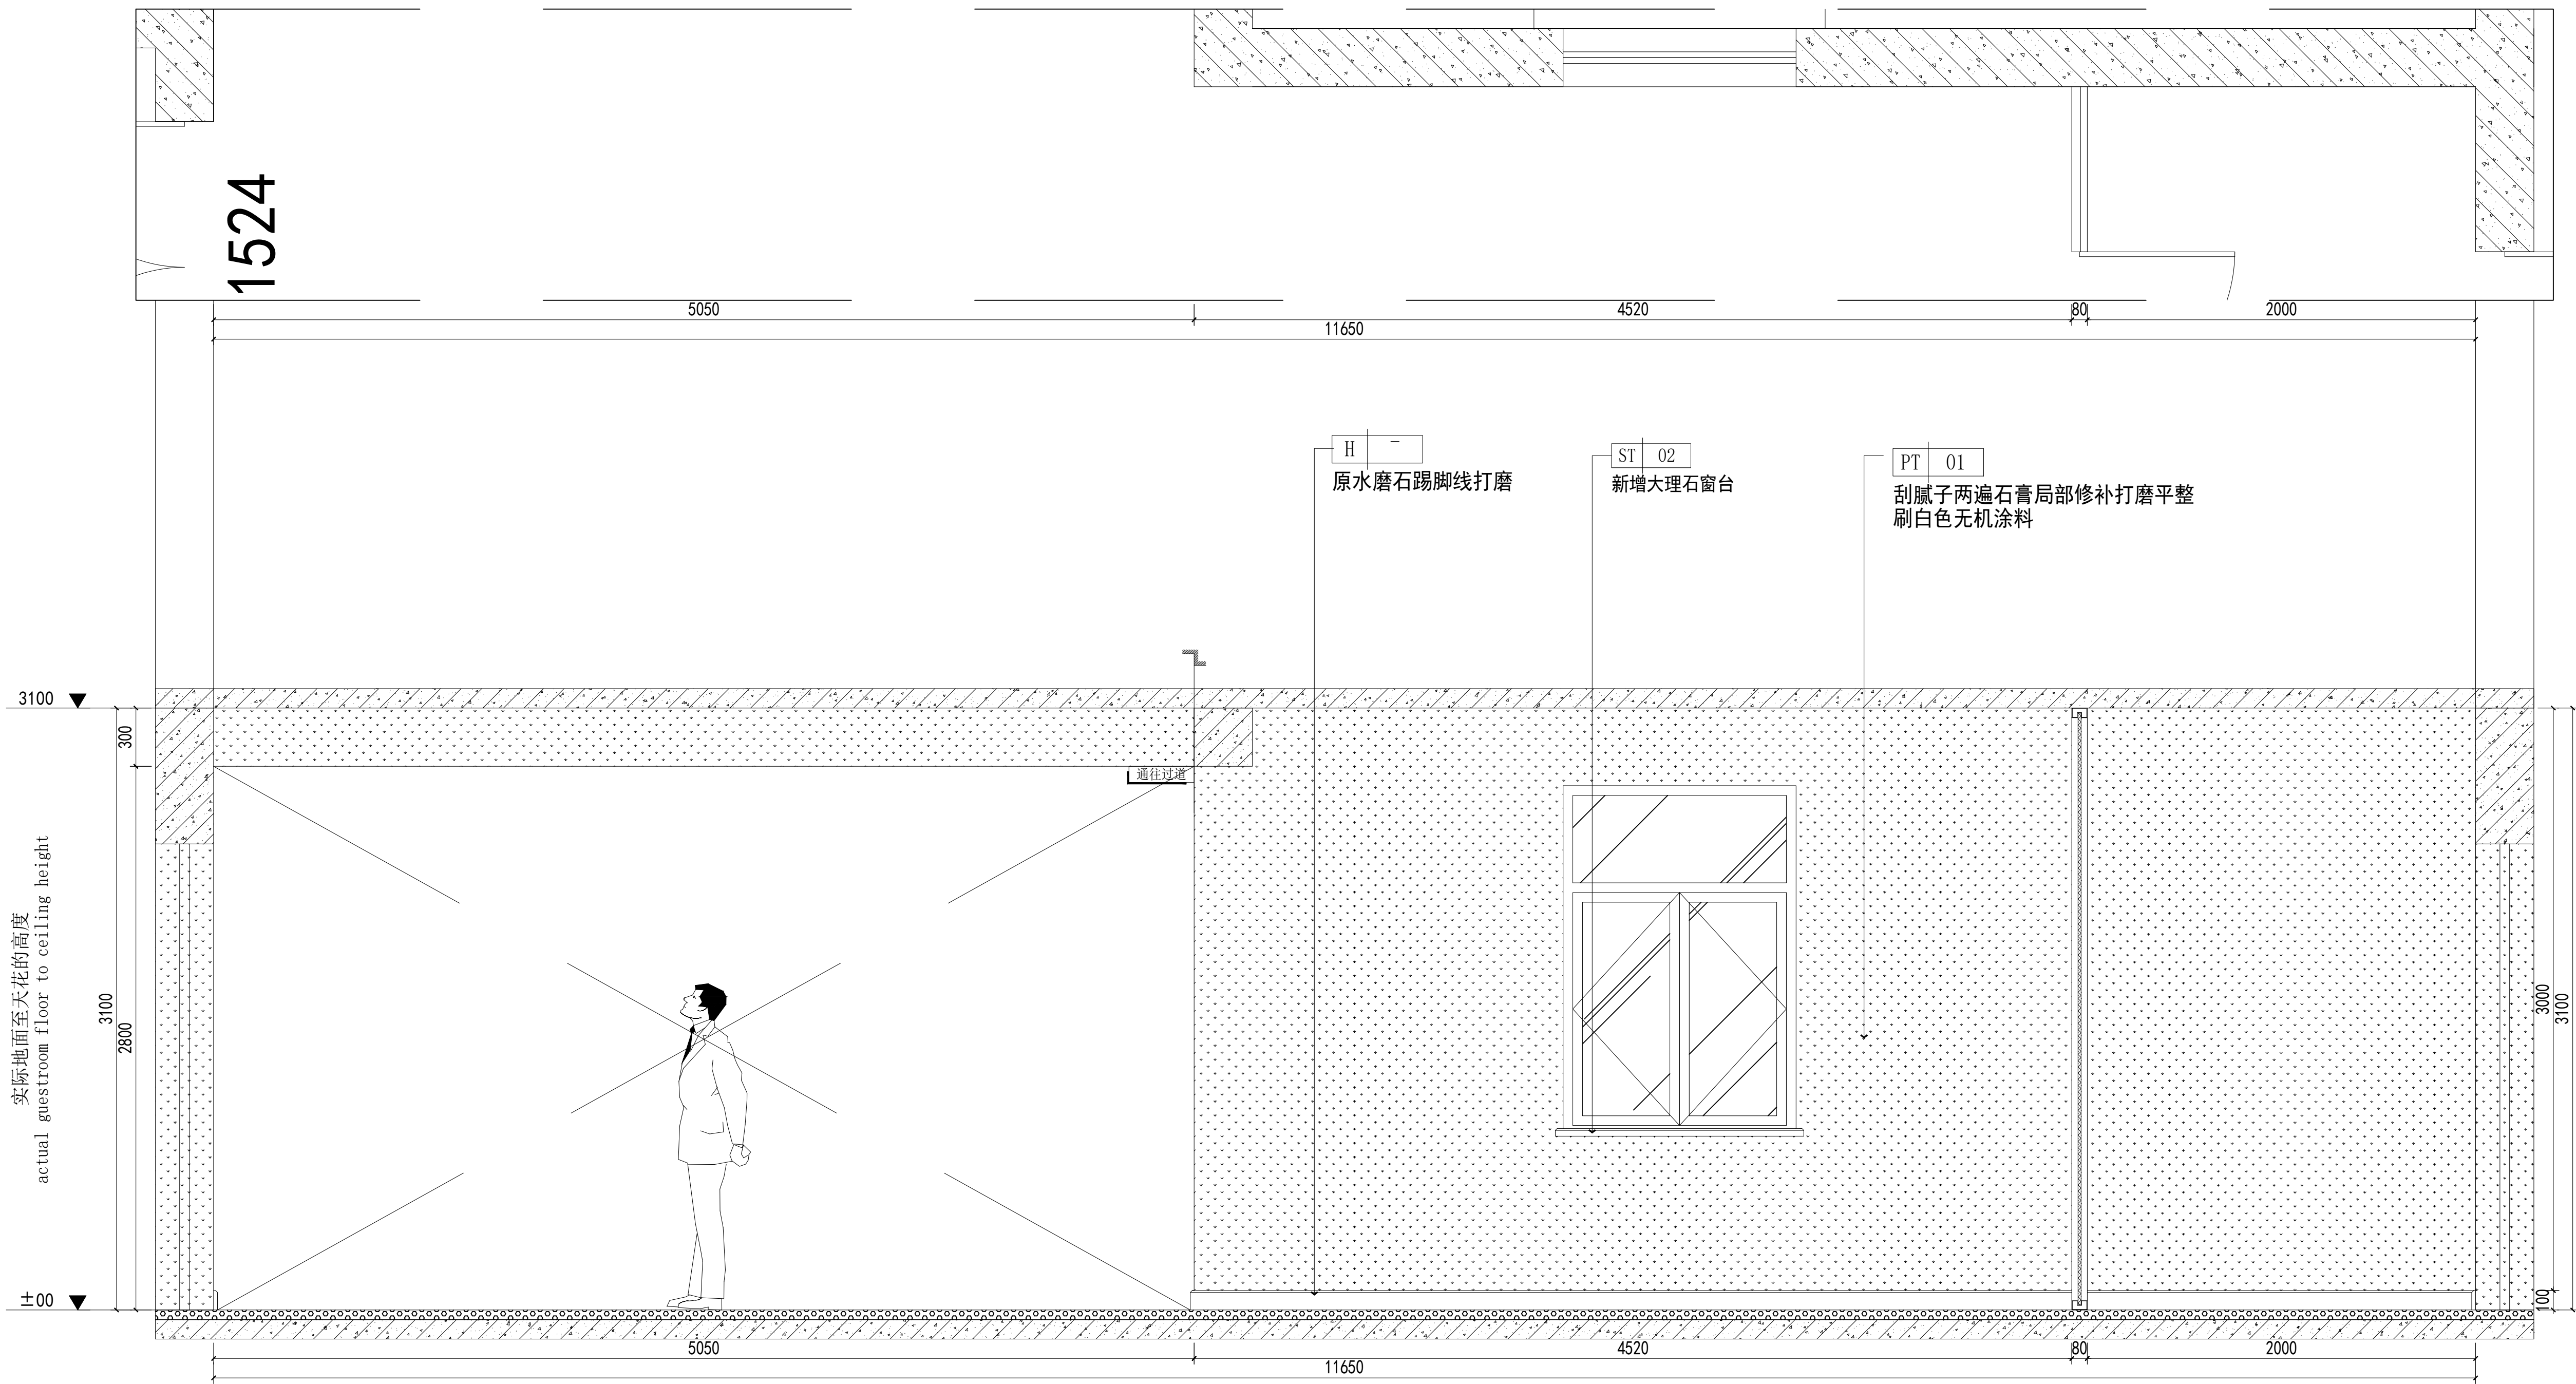 1524
5050
4520
80
2000
11650
H
-
原水磨石踢脚线打磨
ST 02
新增大理石窗台
PT 01
刮腻子两遍石膏局部修补打磨平整
刷白色无机涂料
3100
300
通往过道
实际地面至天花的高度
actual guestroom floor to ceiling height
3100
2800
3000
3100
±00
100
5050
4520
80
2000
11650